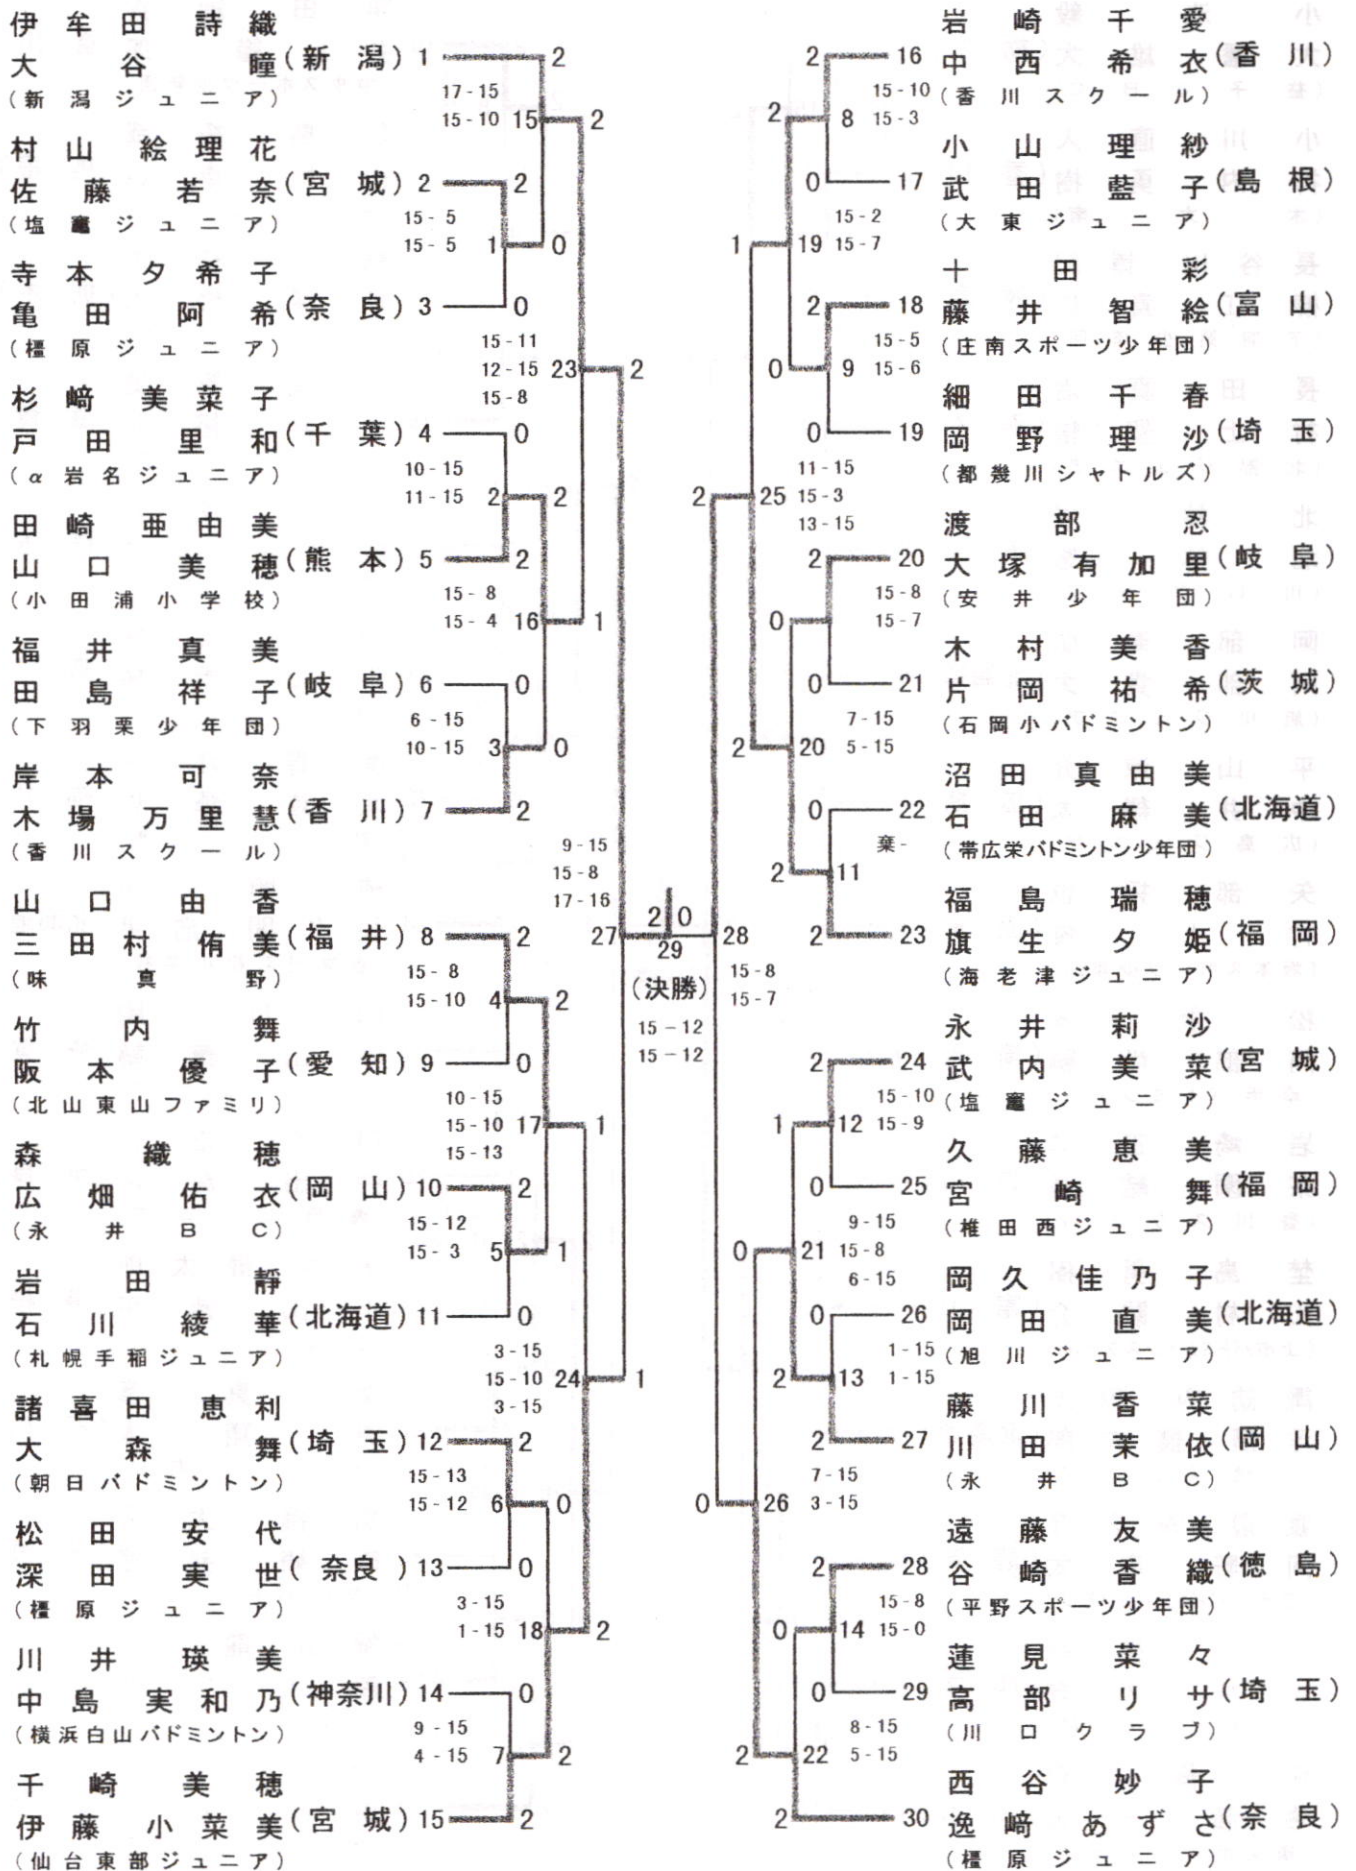 伊牟田詩織
大谷瞳(新潟) 1
(新潟ジュニア)
村山絵理花
佐藤若奈(宮城) 2
(塩竈ジュニア)
寺本夕希子
亀田阿希(奈良) 3
(橿原ジュニア)
杉﨑美菜子
戸田里和(千葉) 4
(α岩名ジュニア)
田崎亜由美
山口美穂(熊本) 5
(小田浦小学校)
福井真美
田島祥子(岐阜) 6
(下羽栗少年団)
岸本可奈
木場万里慧(香川) 7
(香川スクール)
山口由香
三田村侑美(福井) 8
(味真野)
竹内舞
阪本優子(愛知) 9
(北山東山ファミリ)
森織穂
広畑佑衣(岡山) 10
(永井BC)
岩田静
石川綾華(北海道) 11
(札幌手稲ジュニア)
諸喜田恵利
大森舞(埼玉) 12
(朝日バドミントン)
松田安代
深田実世(奈良) 13
(橿原ジュニア)
川井瑛美
中島実和乃(神奈川) 14
(横浜白山バドミントン)
千崎美穂
伊藤小菜美(宮城) 15
(仙台東部ジュニア)
2
17-15
15-10 15 2
2
15-5
15-5 1 0
0
15-11
12-15 23 2
15-8
0
10-15
11-15 2 2
2
15-8
15-4 16 1
0
6-15
10-15 3 0
2
9-15
15-8
17-16
27
2
15-8
15-10 4 2
0
10-15
15-10 17 1
15-13
2
15-12
15-3 5 1
0
3-15
15-10 24 1
3-15
2
15-13
15-12 6 0
0
3-15
1-15 18 2
0
9-15
4-15 7 2
2
2 0
29
(決勝)
15-12
15-12
28
15-8
15-7
2
15-10
2 8 15-3
0
15-2
1 19 15-7
2
15-5
0 9 15-6
0
11-15
2 25 15-3
13-15
2
15-8
0 15-7
0
7-15
2 20 5-15
0
棄-
2 11
2
2
15-10
1 12 15-9
0
9-15
0 21 15-8
6-15
0
1-15
2 13 1-15
2
7-15
0 26 3-15
2
15-8
0 14 15-0
0
8-15
2 22 5-15
2
岩崎千愛
16 中西希衣(香川)
(香川スクール)
小山理紗
17 武田藍子(島根)
(大東ジュニア)
十田彩
18 藤井智絵(富山)
(庄南スポーツ少年団)
細田千春
19 岡野理沙(埼玉)
(都幾川シャトルズ)
渡部忍
20 大塚有加里(岐阜)
(安井少年団)
木村美香
21 片岡祐希(茨城)
(石岡小バドミントン)
沼田真由美
22 石田麻美(北海道)
(帯広栄バドミントン少年団)
福島瑞穂
23 旗生夕姫(福岡)
(海老津ジュニア)
永井莉沙
24 武内美菜(宮城)
(塩竈ジュニア)
久藤恵美
25 宮崎舞(福岡)
(椎田西ジュニア)
岡久佳乃子
26 岡田直美(北海道)
(旭川ジュニア)
藤川香菜
27 川田茉依(岡山)
(永井BC)
遠藤友美
28 谷崎香織(徳島)
(平野スポーツ少年団)
蓮見菜々
29 高部リサ(埼玉)
(川口クラブ)
西谷妙子
30 逸﨑あずさ(奈良)
(橿原ジュニア)